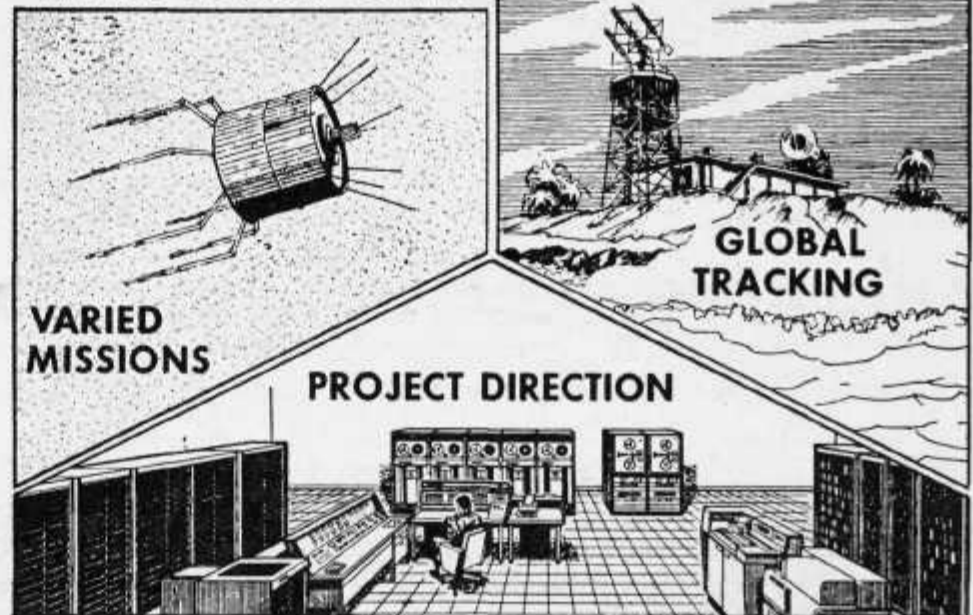 VARIED
MISSIONS
GLOBAL
TRACKING
PROJECT DIRECTION